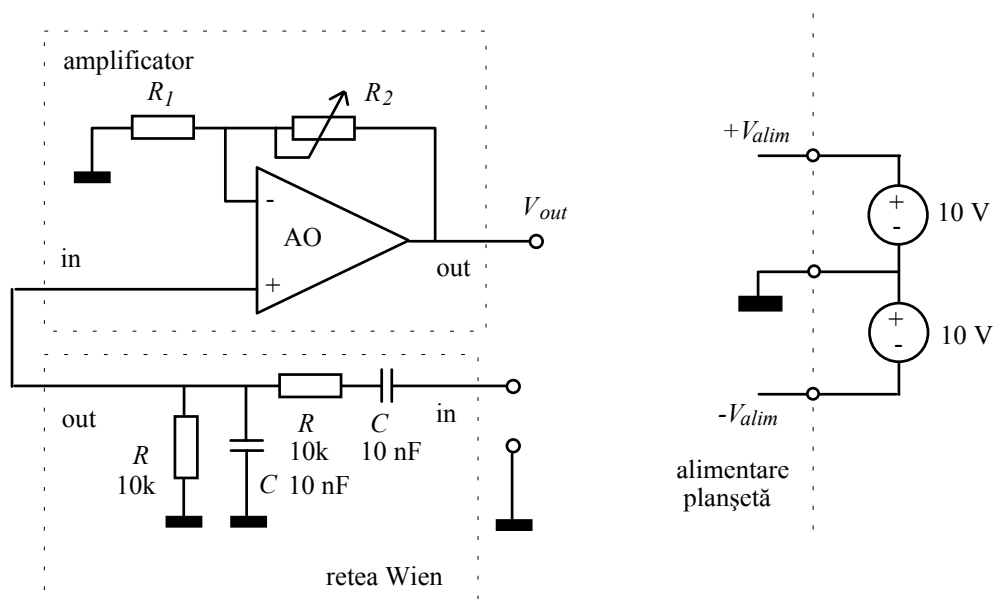 amplificator
R1
R2
-
AO
+
in
out
Vout
out
R
10k
C
10 nF
in
R
10k
C 10 nF
retea Wien
+Valim
+
-
10 V
+
-
10 V
-Valim
alimentare
planşetă